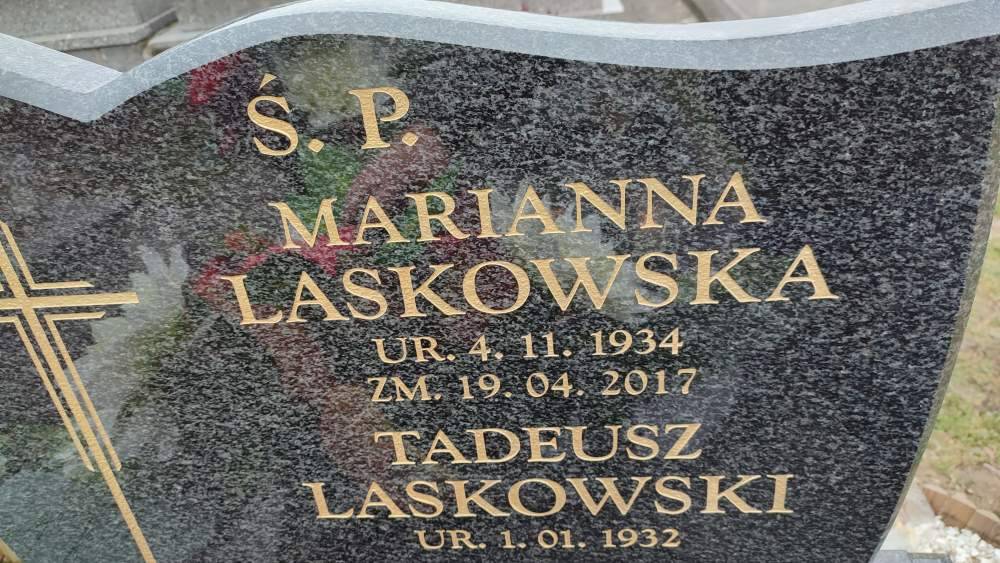 Ś. P.
MARIANNA
LASKOWSKA
UR. 4. 11. 1934
ZM. 19. 04. 2017
TADEUSZ
LASKOWSKI
UR. 1. 01. 1932